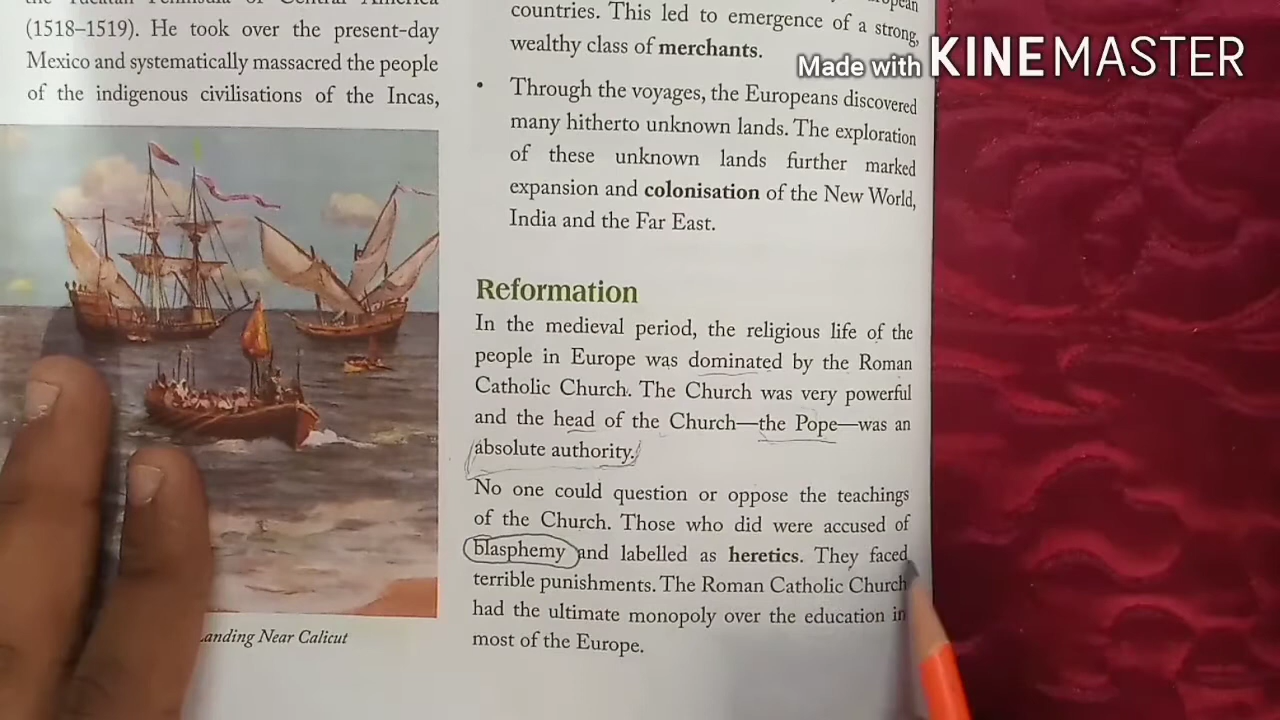 the Yucatan Peninsula of Central America
(1518–1519). He took over the present-day
Mexico and systematically massacred the people
of the indigenous civilisations of the Incas,
Landing Near Calicut
countries. This led to emergence of a strong,
wealthy class of merchants.
• Through the voyages, the Europeans discovered
many hitherto unknown lands. The exploration
of these unknown lands further marked
expansion and colonisation of the New World,
India and the Far East.
Reformation
In the medieval period, the religious life of the
people in Europe was dominated by the Roman
Catholic Church. The Church was very powerful
and the head of the Church—the Pope—was an
absolute authority.
No one could question or oppose the teachings
of the Church. Those who did were accused of
blasphemy and labelled as heretics. They faced
terrible punishments. The Roman Catholic Church
had the ultimate monopoly over the education in
most of the Europe.
Made with KINEMASTER